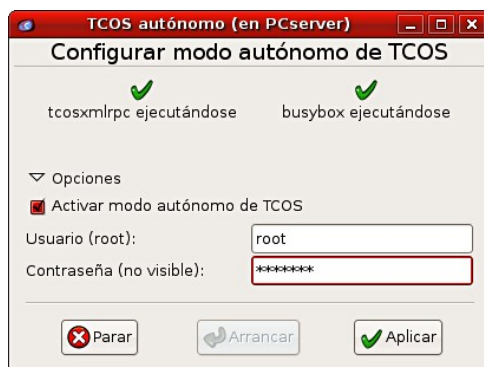 TCOS autónomo (en PCserver)
Configurar modo autónomo de TCOS
tcosxmlrpc ejecutándose busybox ejecutándose
Opciones
Activar modo autónomo de TCOS
Usuario (root): root
Contraseña (no visible): *******
Parar Arrancar Aplicar